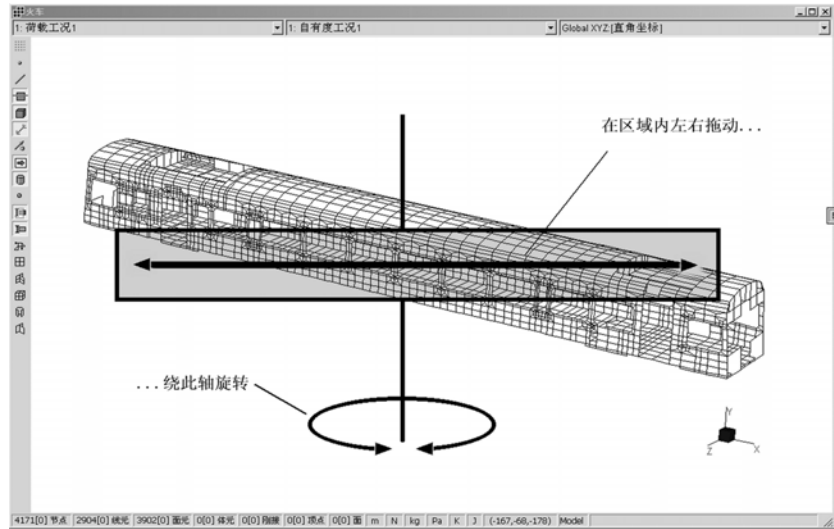 火车
1: 荷载工况1
1: 自有度工况1
Global XYZ [直角坐标]
在区域内左右拖动...
...绕此轴旋转
Y
Z
X
4171[0] 节点 2904[0] 线元 3902[0] 面元 0[0] 体元 0[0] 刚接 0[0] 顶点 0[0] 面 m N kg Pa K J (-167,-68,-178) Model